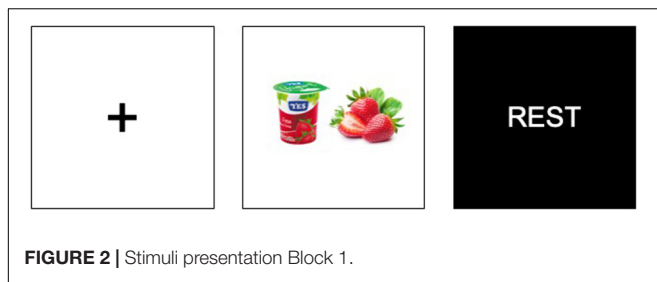 +
YES
REST
FIGURE 2 | Stimuli presentation Block 1.